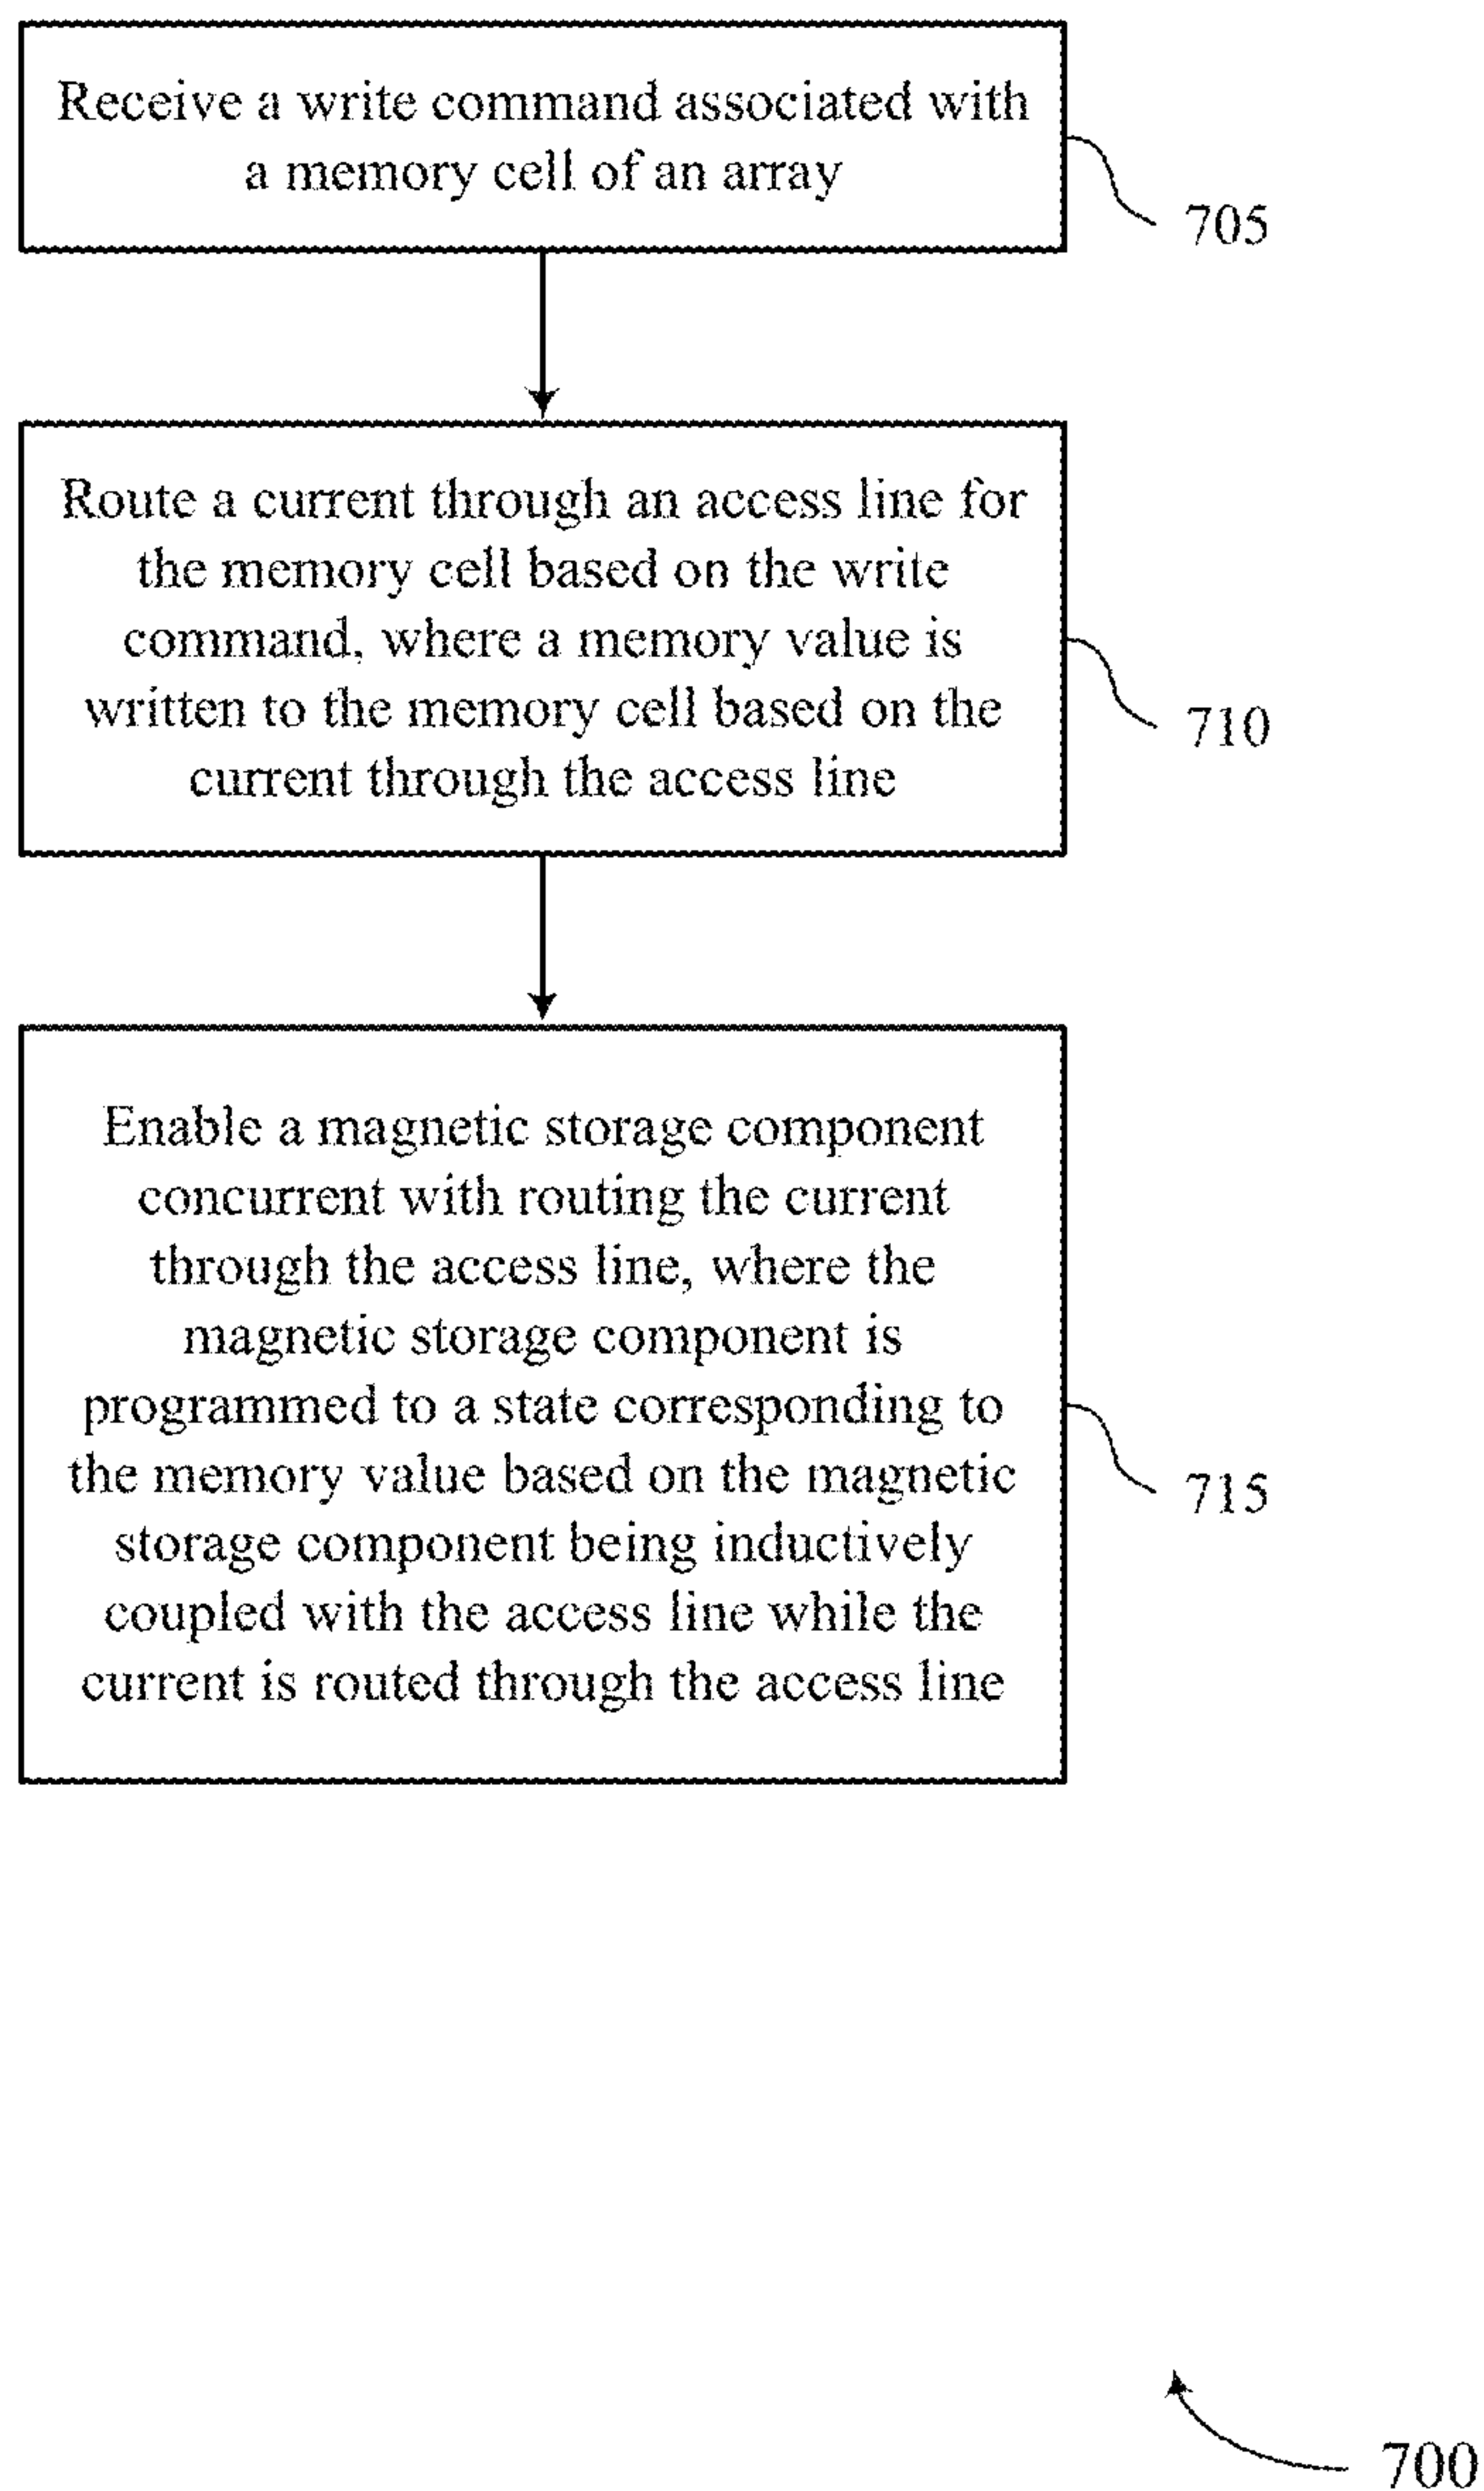 Receive a write command associated with
a memory cell of an array
705
Route a current through an access line for
the memory cell based on the write
command, where a memory value is
written to the memory cell based on the
current through the access line
710
Enable a magnetic storage component
concurrent with routing the current
through the access line, where the
magnetic storage component is
programmed to a state corresponding to
the memory value based on the magnetic
storage component being inductively
coupled with the access line while the
current is routed through the access line
715
700